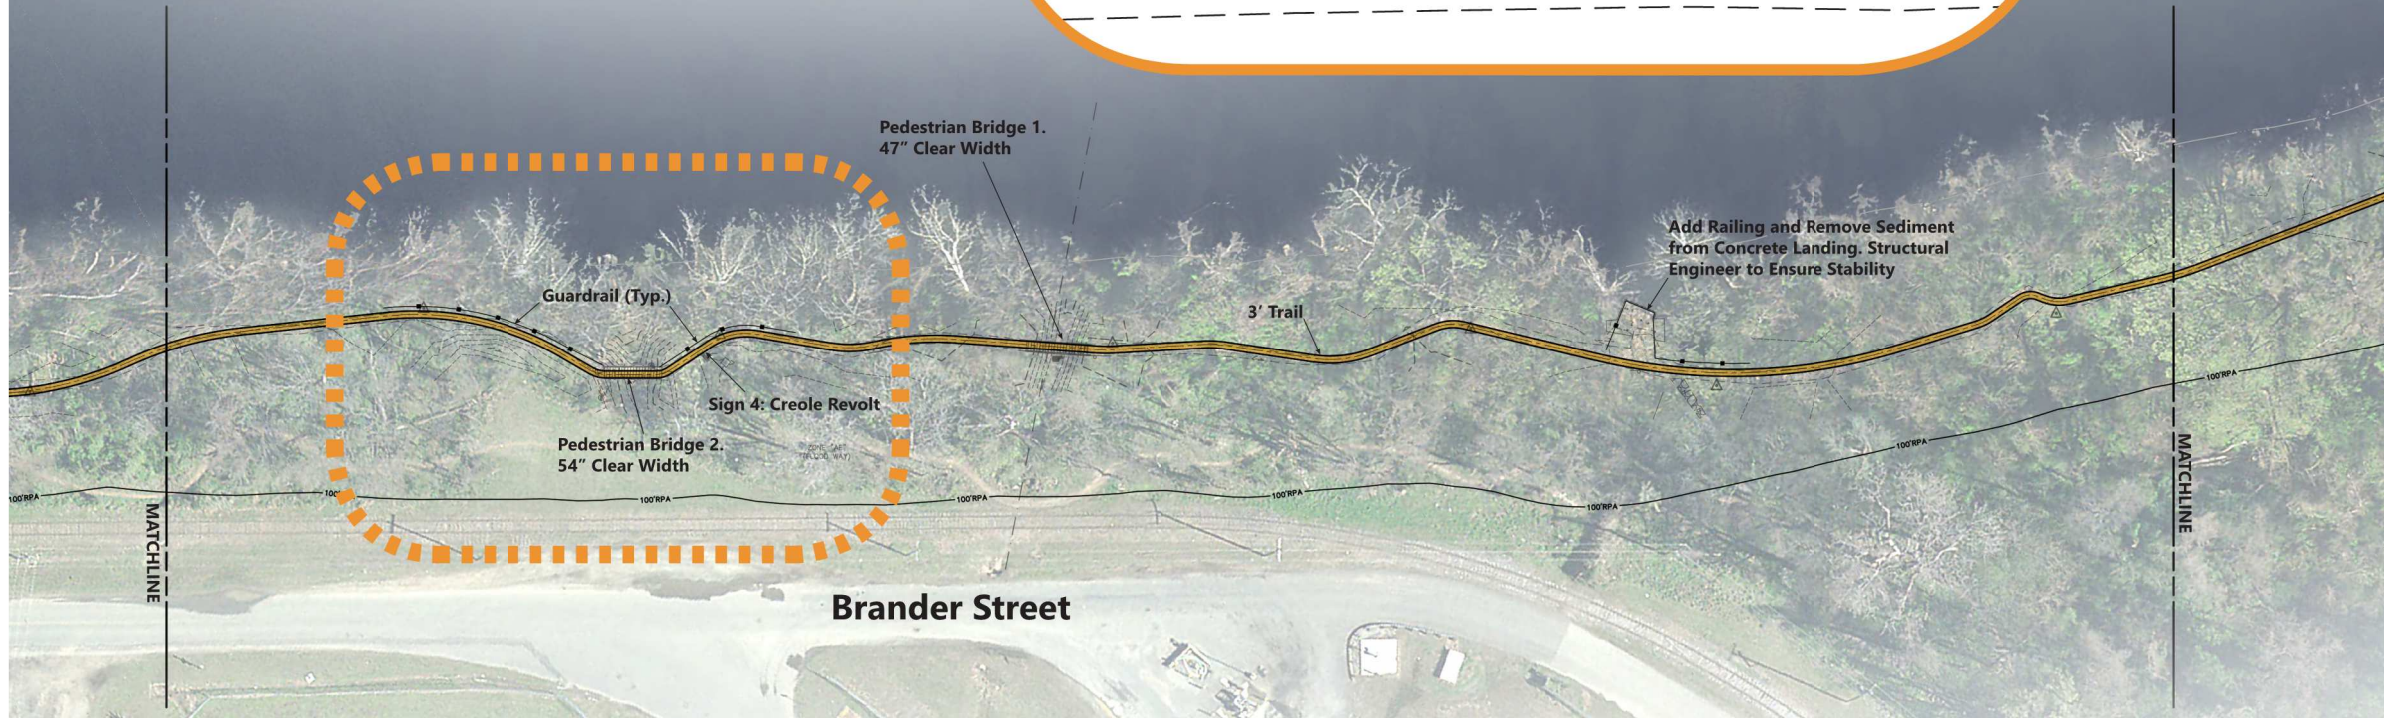 Pedestrian Bridge 1.
47” Clear Width
Add Railing and Remove Sediment
from Concrete Landing. Structural
Engineer to Ensure Stability
Guardrail (Typ.)
3’ Trail
Sign 4: Creole Revolt
Pedestrian Bridge 2.
54” Clear Width
100'RPA
100'RPA
100'RPA
100'RPA
100'RPA
100'RPA
100'RPA
MATCHLINE
MATCHLINE
Brander Street